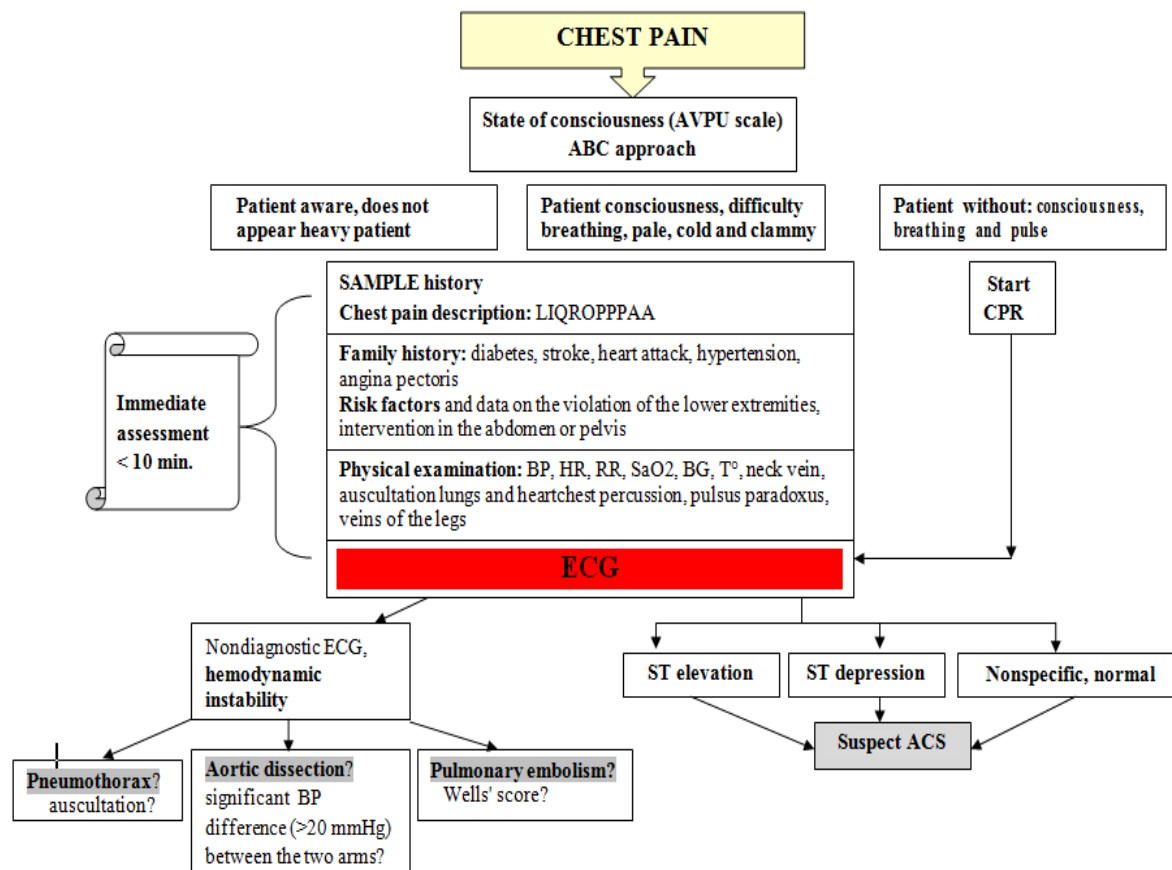 CHEST PAIN
State of consciousness (AVPU scale)
ABC approach
Patient aware, does not
appear heavy patient
Patient consciousness, difficulty
breathing, pale, cold and clammy
Patient without: consciousness,
breathing and pulse
SAMPLE history
Chest pain description: LIQROPPPAA
Start
CPR
Family history: diabetes, stroke, heart attack, hypertension,
angina pectoris
Risk factors and data on the violation of the lower extremities,
intervention in the abdomen or pelvis
Immediate
assessment
< 10 min.
Physical examination: BP, HR, RR, SaO2, BG, T°, neck vein,
auscultation lungs and heartchest percussion, pulsus paradoxus,
veins of the legs
ECG
Nondiagnostic ECG,
hemodynamic
instability
ST elevation
ST depression
Nonspecific, normal
Suspect ACS
Pneumothorax?
auscultation?
Aortic dissection?
significant BP
difference (>20 mmHg)
between the two arms?
Pulmonary embolism?
Wells' score?